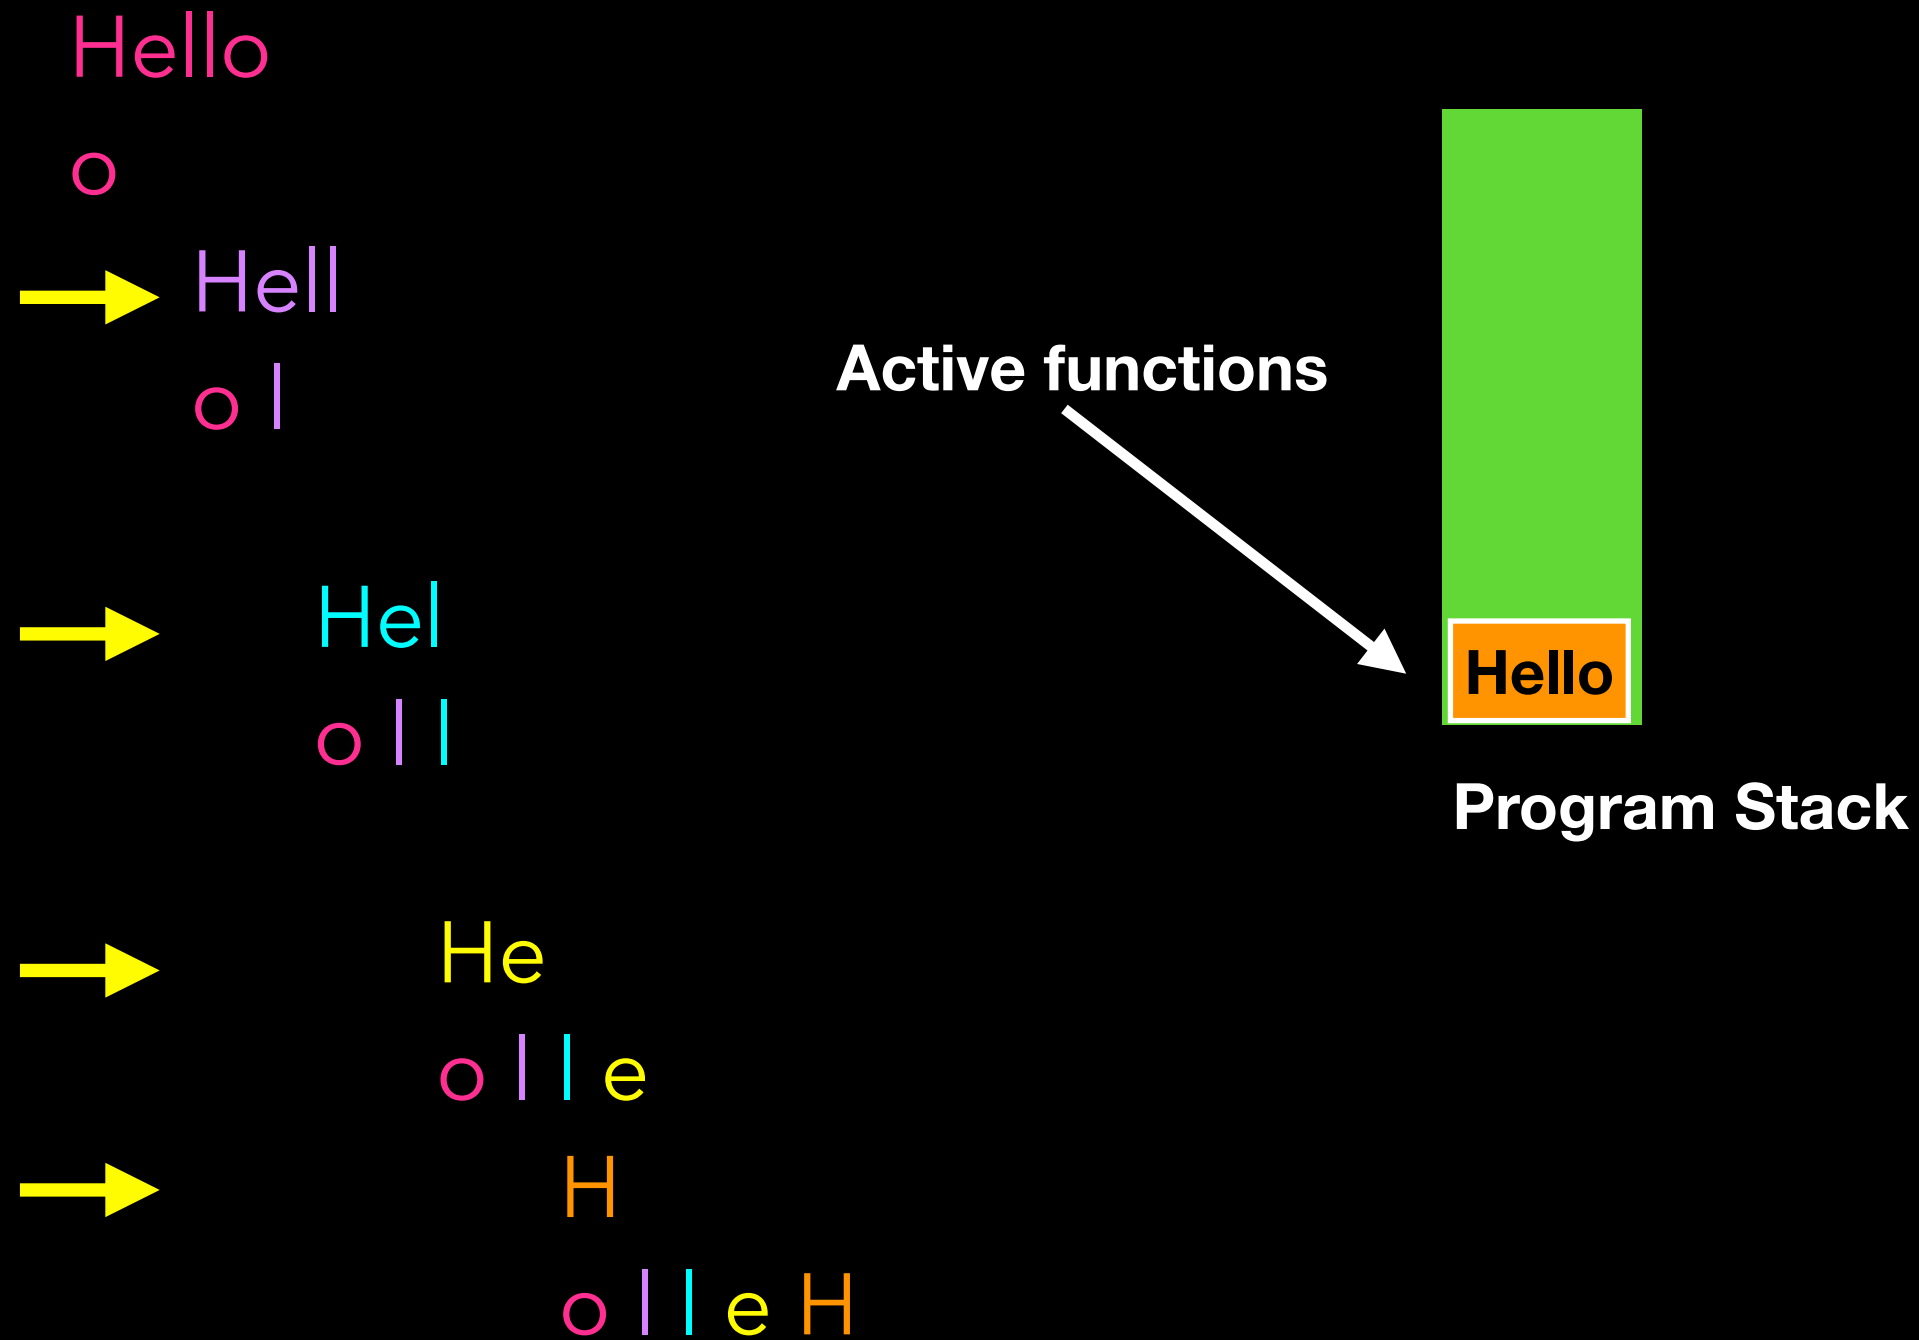 Hello
o
Hell
o l
Active functions
Hel
o l l
Hello
Program Stack
He
o l l e
H
o l l e H